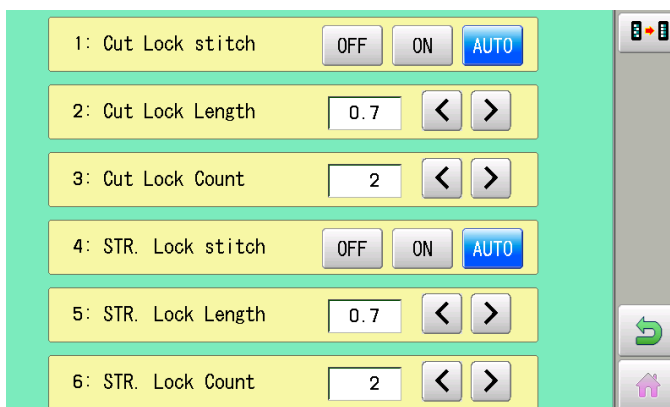 1: Cut Lock stitch OFF ON AUTO
2: Cut Lock Length 0.7
3: Cut Lock Count 2
4: STR. Lock stitch OFF ON AUTO
5: STR. Lock Length 0.7
6: STR. Lock Count 2